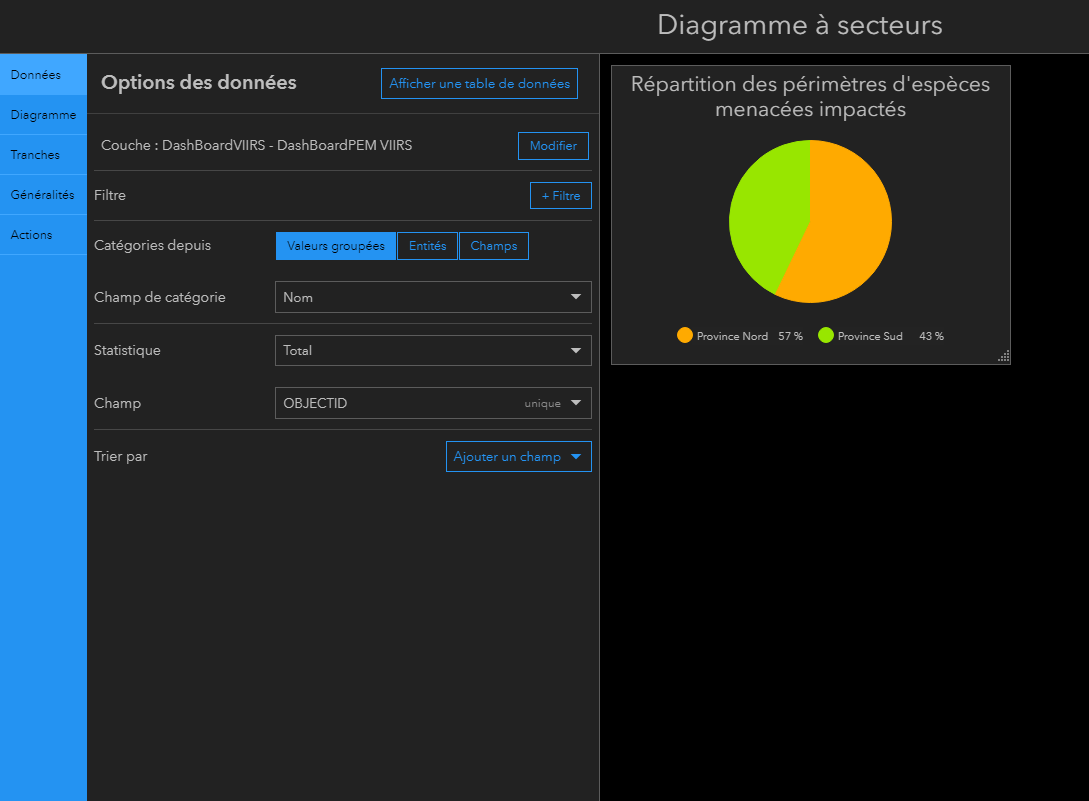 Diagramme à secteurs
Données
Diagramme
Tranches
Généralités
Actions
Options des données
Afficher une table de données
Couche : DashBoardVIIRS - DashBoardPEM VIIRS
Modifier
Filtre
+ Filtre
Catégories depuis
Valeurs groupées
Entités
Champs
Champ de catégorie
Nom
Statistique
Total
Champ
OBJECTID
unique
Trier par
Ajouter un champ
Répartition des périmètres d'espèces
menacées impactés
Province Nord 57 %
Province Sud 43 %